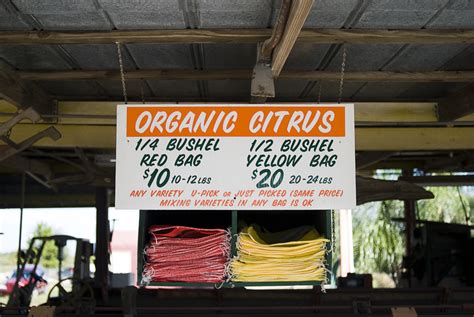 ORGANIC CITRUS
1/4 BUSHEL 1/2 BUSHEL
RED BAG YELLOW BAG
$10 10-12 LBS $20 20-24 LBS
ANY VARIETY U-PICK OR JUST PICKED (SAME PRICE)
MIXING VARIETIES IN ANY BAG IS OK